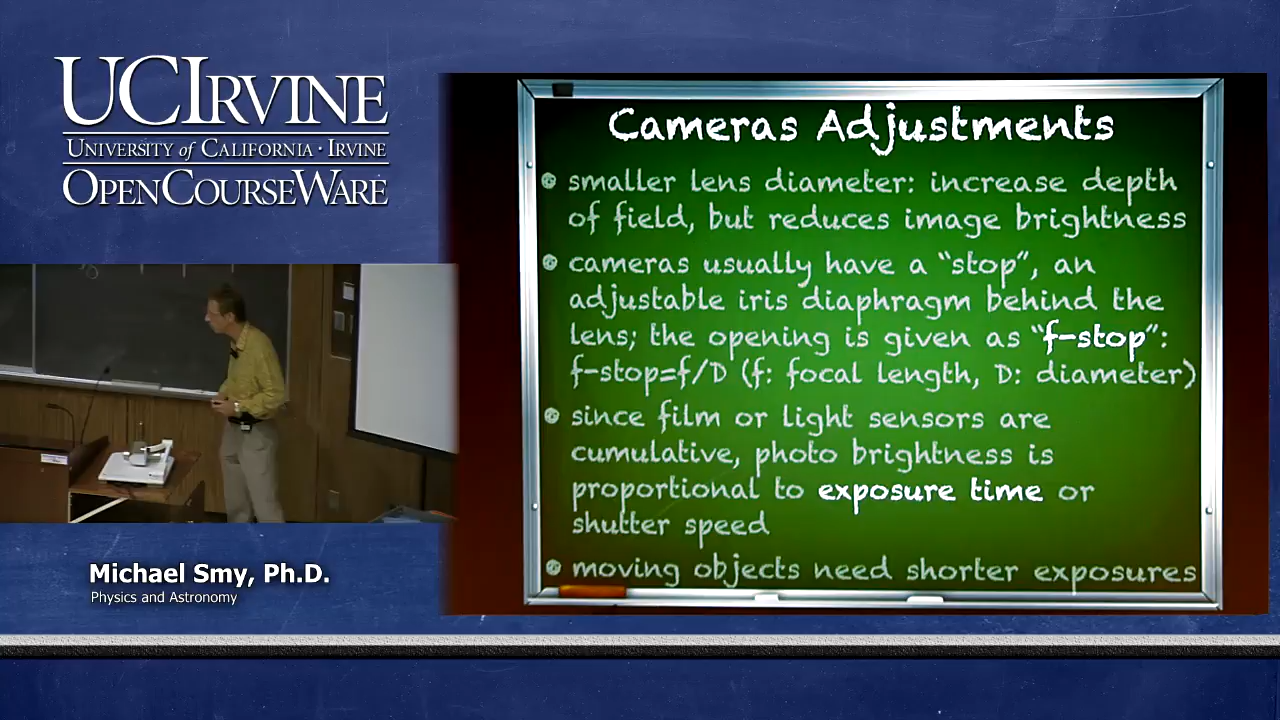 UCIRVINE
UNIVERSITY of CALIFORNIA · IRVINE
OPENCOURSEWARE
Cameras Adjustments
smaller lens diameter: increase depth
of field, but reduces image brightness
cameras usually have a “stop”, an
adjustable iris diaphragm behind the
lens; the opening is given as “f-stop”:
f-stop=f/D (f: focal length, D: diameter)
since film or light sensors are
cumulative, photo brightness is
proportional to exposure time or
shutter speed
moving objects need shorter exposures
Michael Smy, Ph.D.
Physics and Astronomy